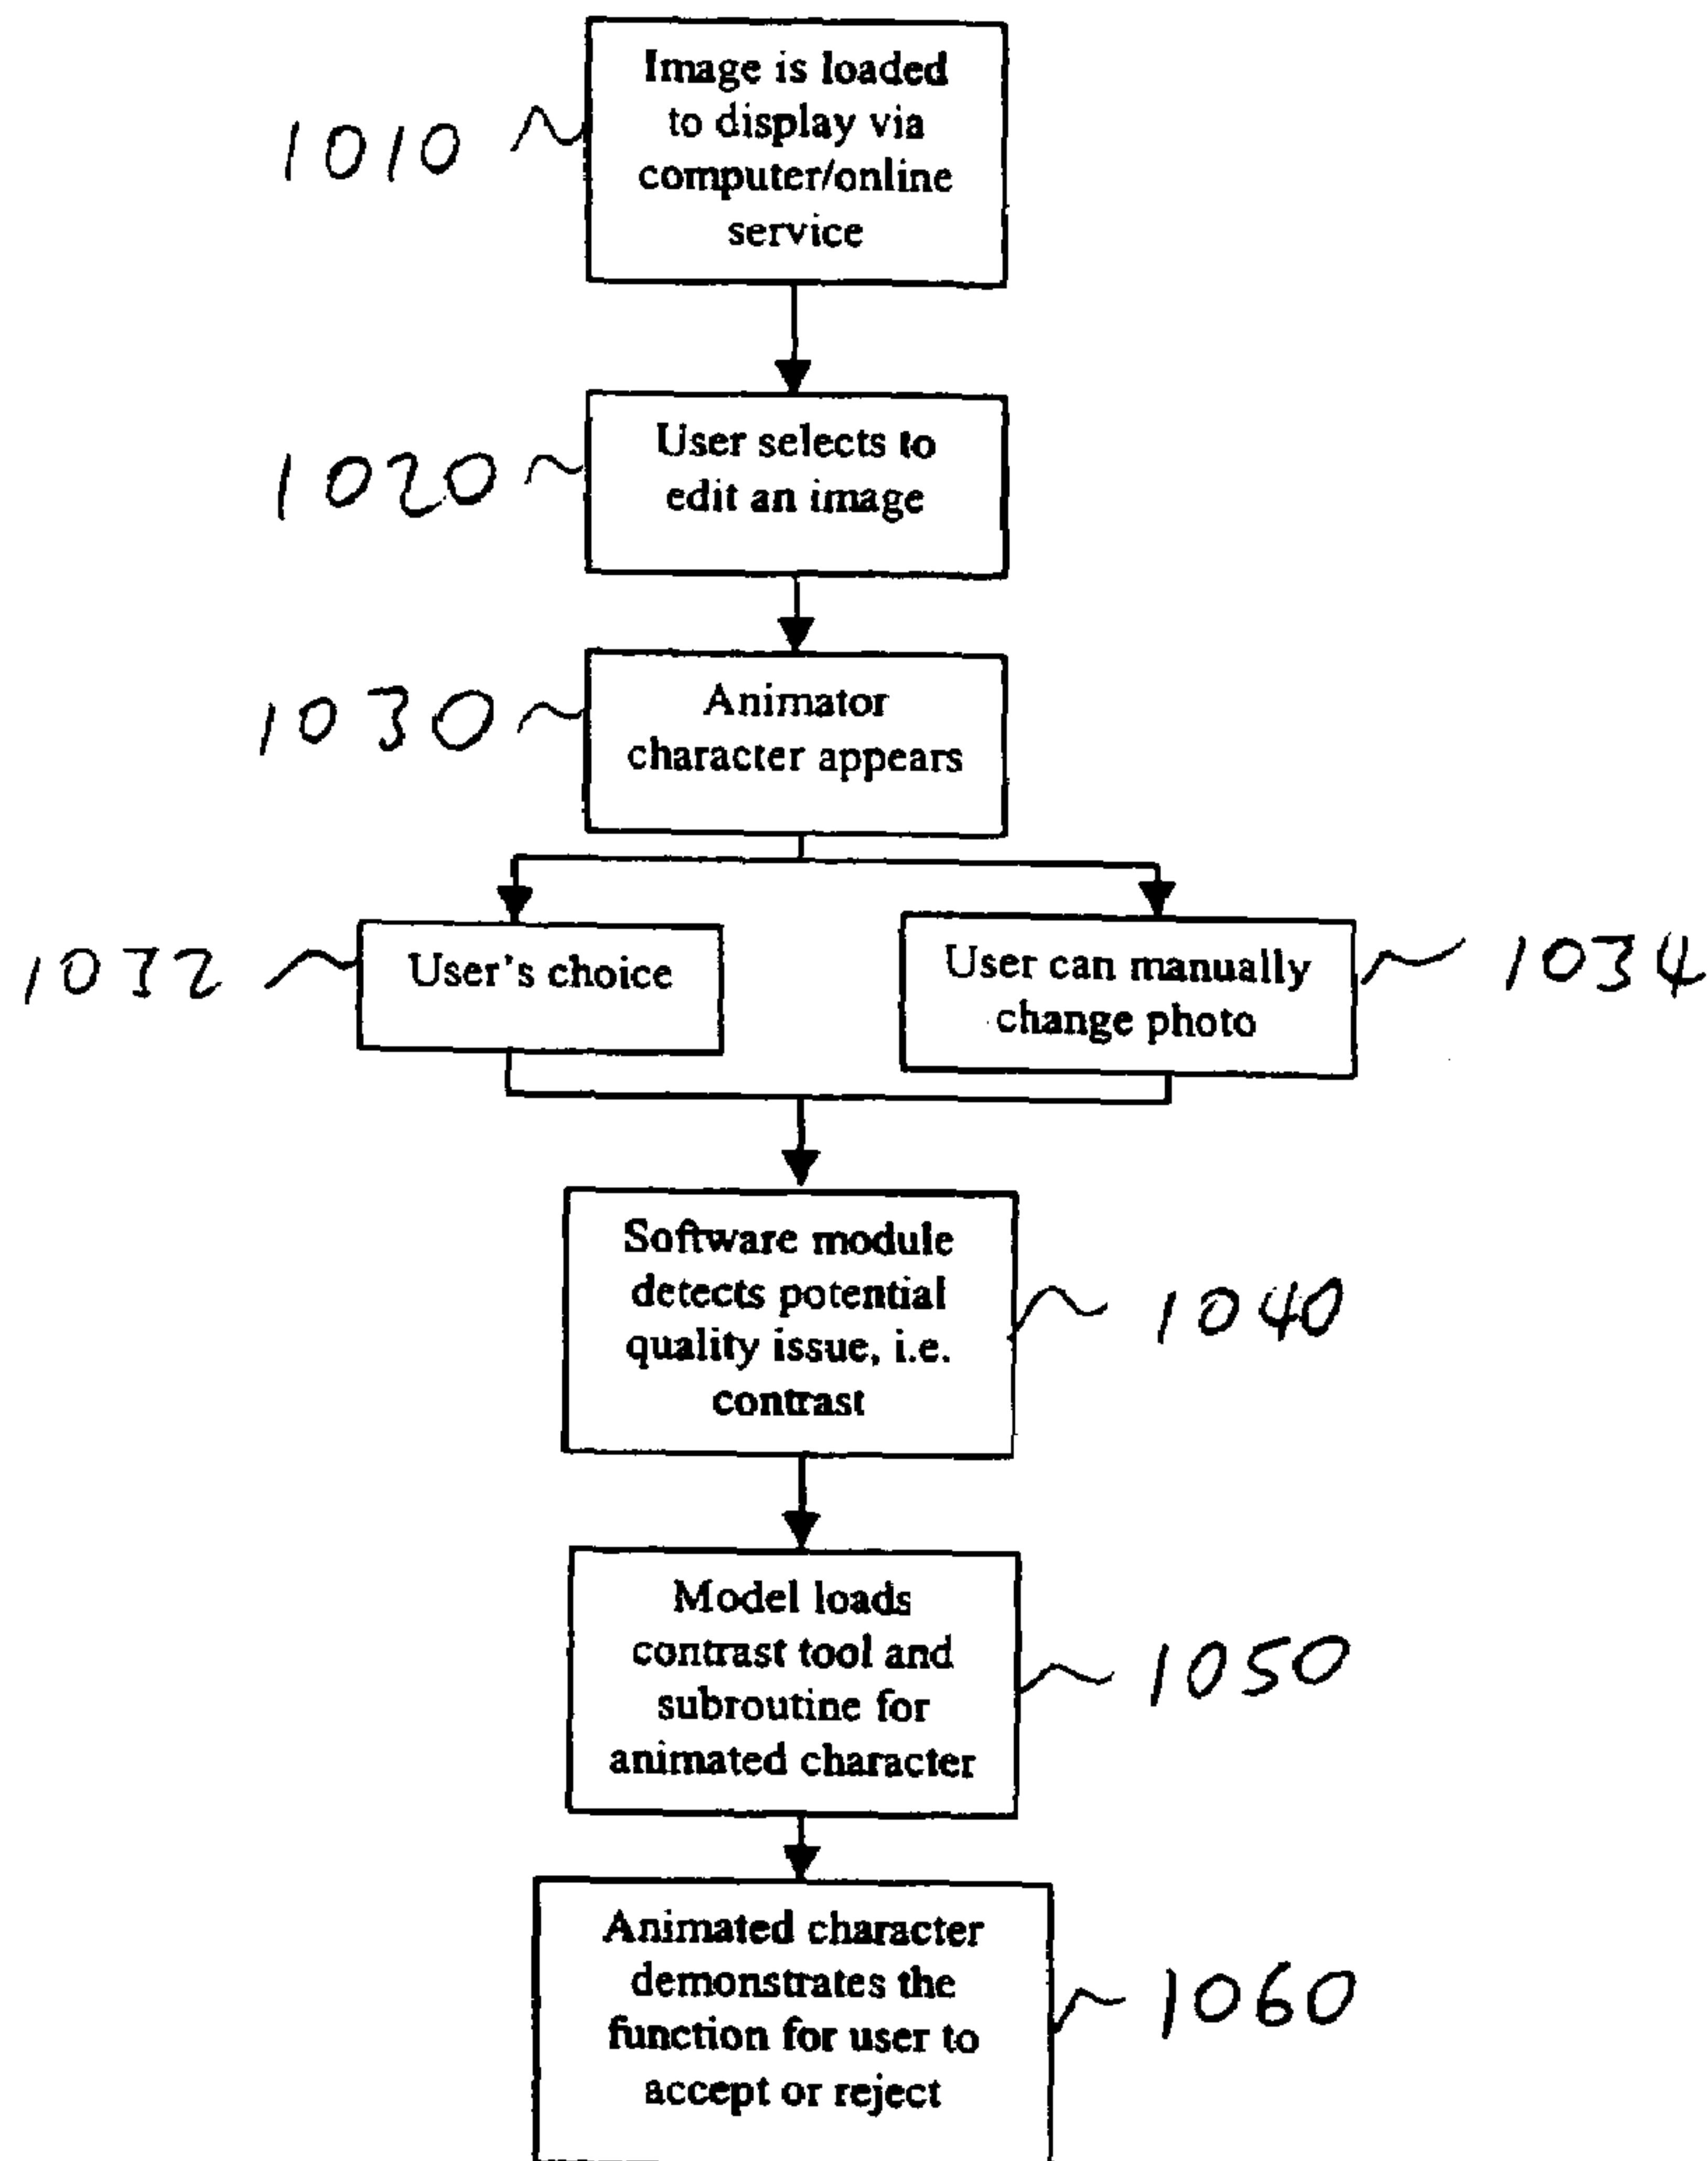 Image is loaded
to display via
computer/online
service
1010
User selects to
edit an image
1020
Animator
character appears
1030
User's choice
1032
User can manually
change photo
1034
Software module
detects potential
quality issue, i.e.
contrast
1040
Model loads
contrast tool and
subroutine for
animated character
1050
Animated character
demonstrates the
function for user to
accept or reject
1060